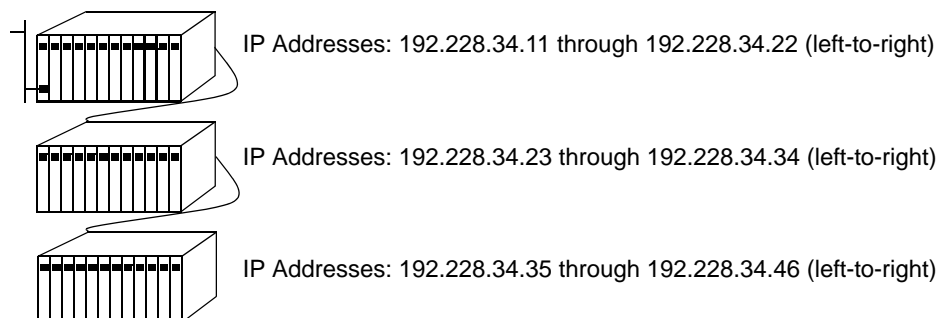 IP Addresses: 192.228.34.11 through 192.228.34.22 (left-to-right)
IP Addresses: 192.228.34.23 through 192.228.34.34 (left-to-right)
IP Addresses: 192.228.34.35 through 192.228.34.46 (left-to-right)